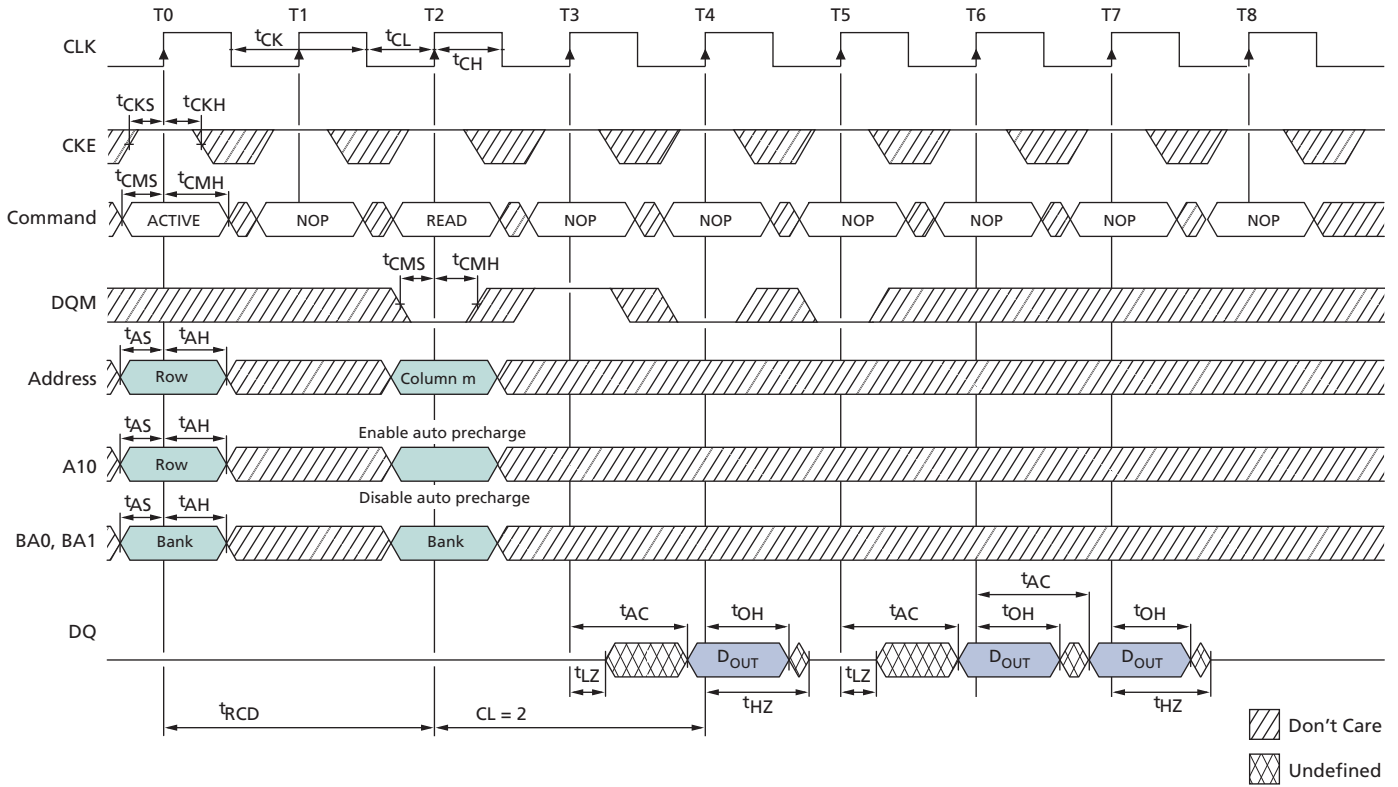 T0 T1 T2 T3 T4 T5 T6 T7 T8
CLK tCK tCL tCH
tCKS tCKH
CKE
tCMS tCMH
Command ACTIVE NOP READ NOP NOP NOP NOP NOP NOP
tCMS tCMH
DQM
tAS tAH
Address Row Column m
tAS tAH Enable auto precharge
A10 Row
tAS tAH Disable auto precharge
BA0, BA1 Bank Bank
tAC
tAC tOH tAC tOH tOH
DQ
DOUT DOUT DOUT
tLZ tLZ
tHZ tHZ
tRCD CL = 2
Don't Care
Undefined